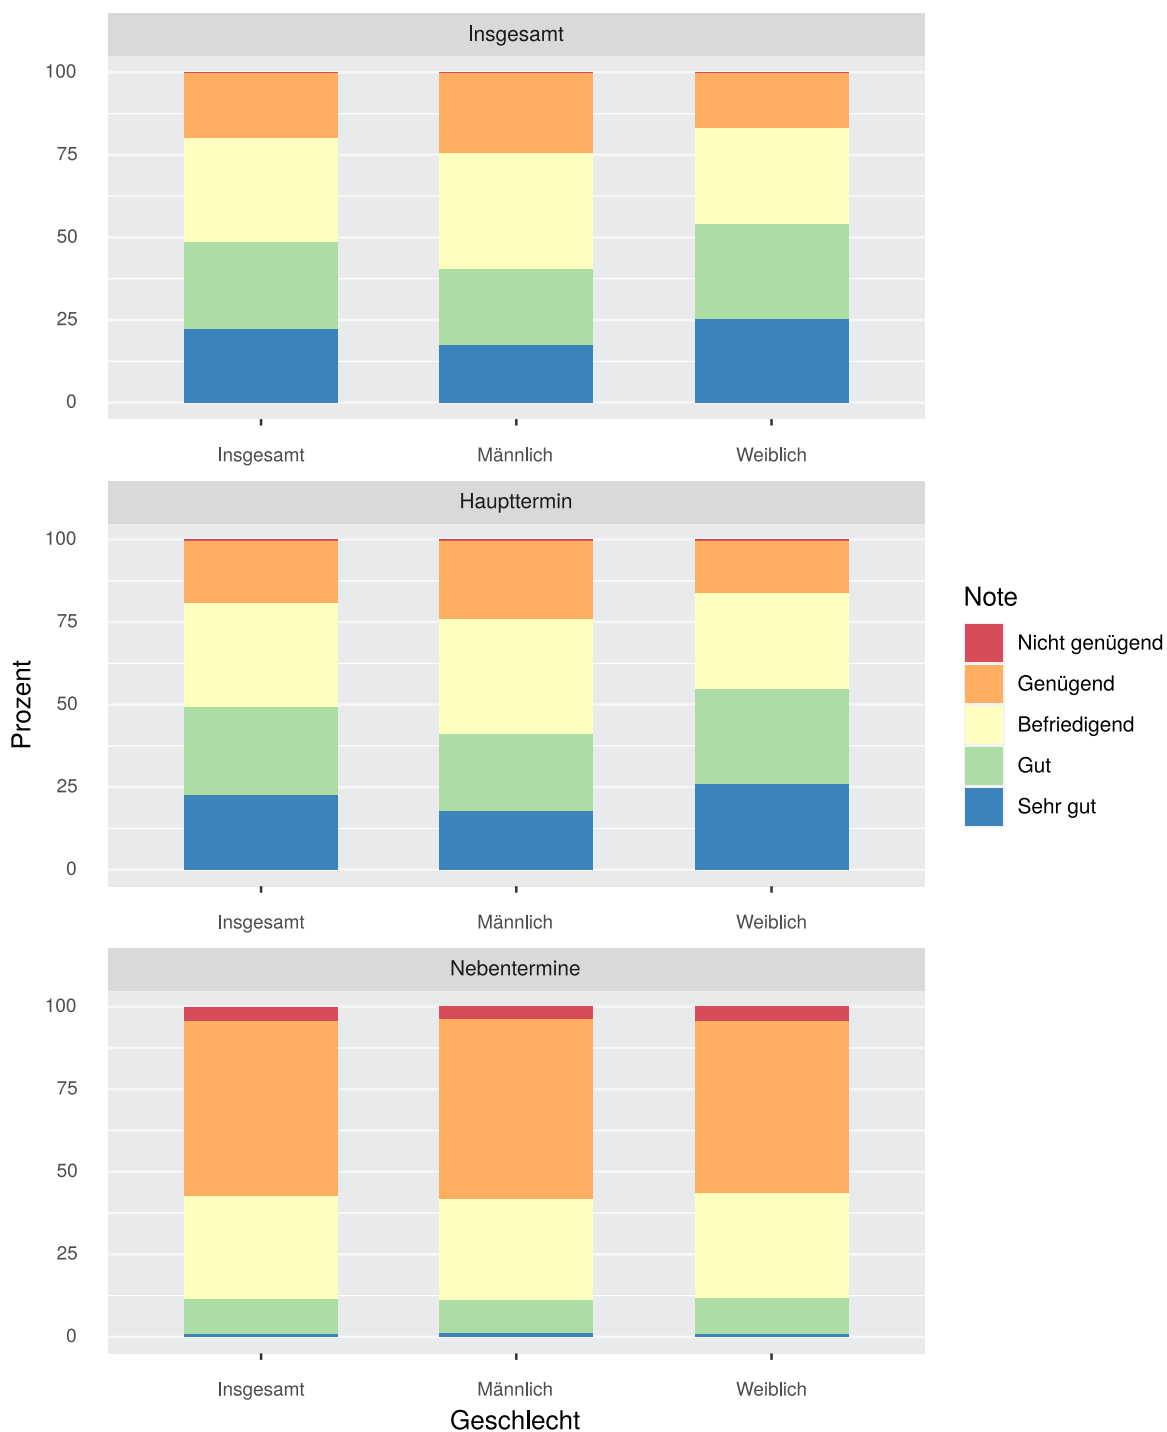 Insgesamt
100
75
50
25
0
Insgesamt Männlich Weiblich
Haupttermin
100
75
50
25
0
Insgesamt Männlich Weiblich
Nebentermine
100
75
50
25
0
Insgesamt Männlich Weiblich
Geschlecht
Prozent
Note
Nicht genügend
Genügend
Befriedigend
Gut
Sehr gut